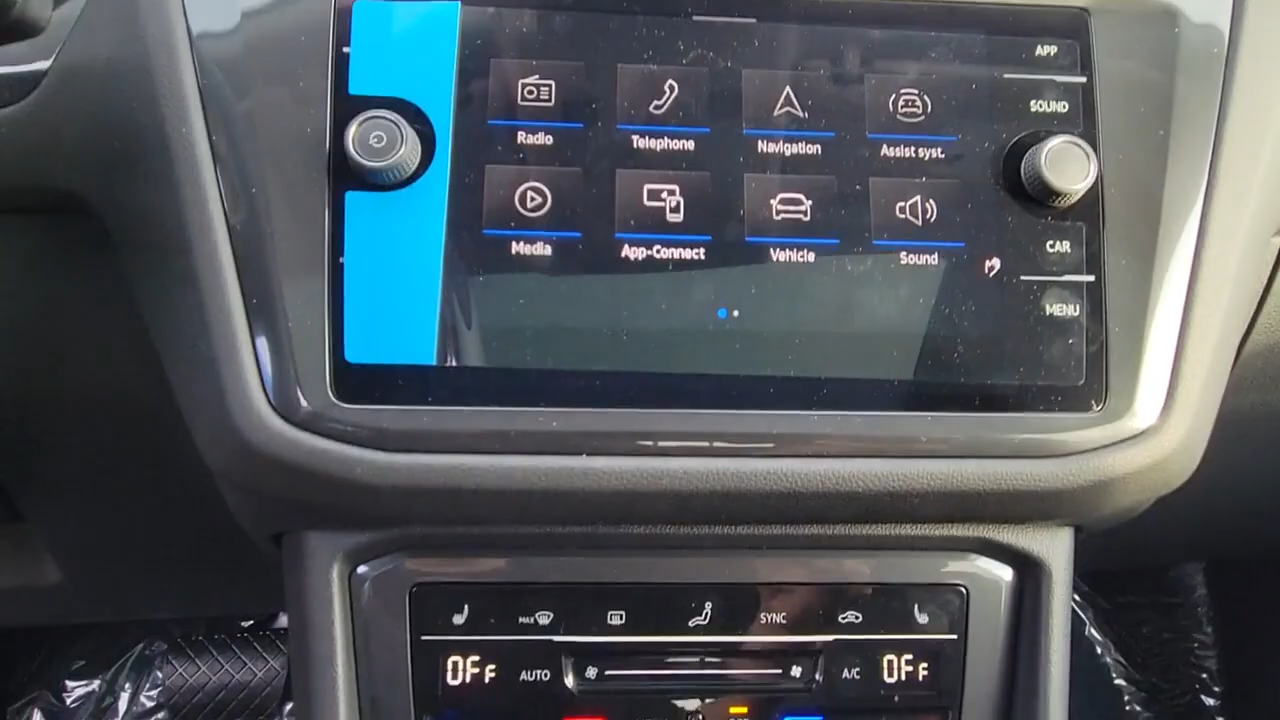 APP
SOUND
Radio
Telephone
Navigation
Assist syst.
Media
App-Connect
Vehicle
Sound
CAR
MENU
MAX
SYNC
OFF
AUTO
A/C
OFF